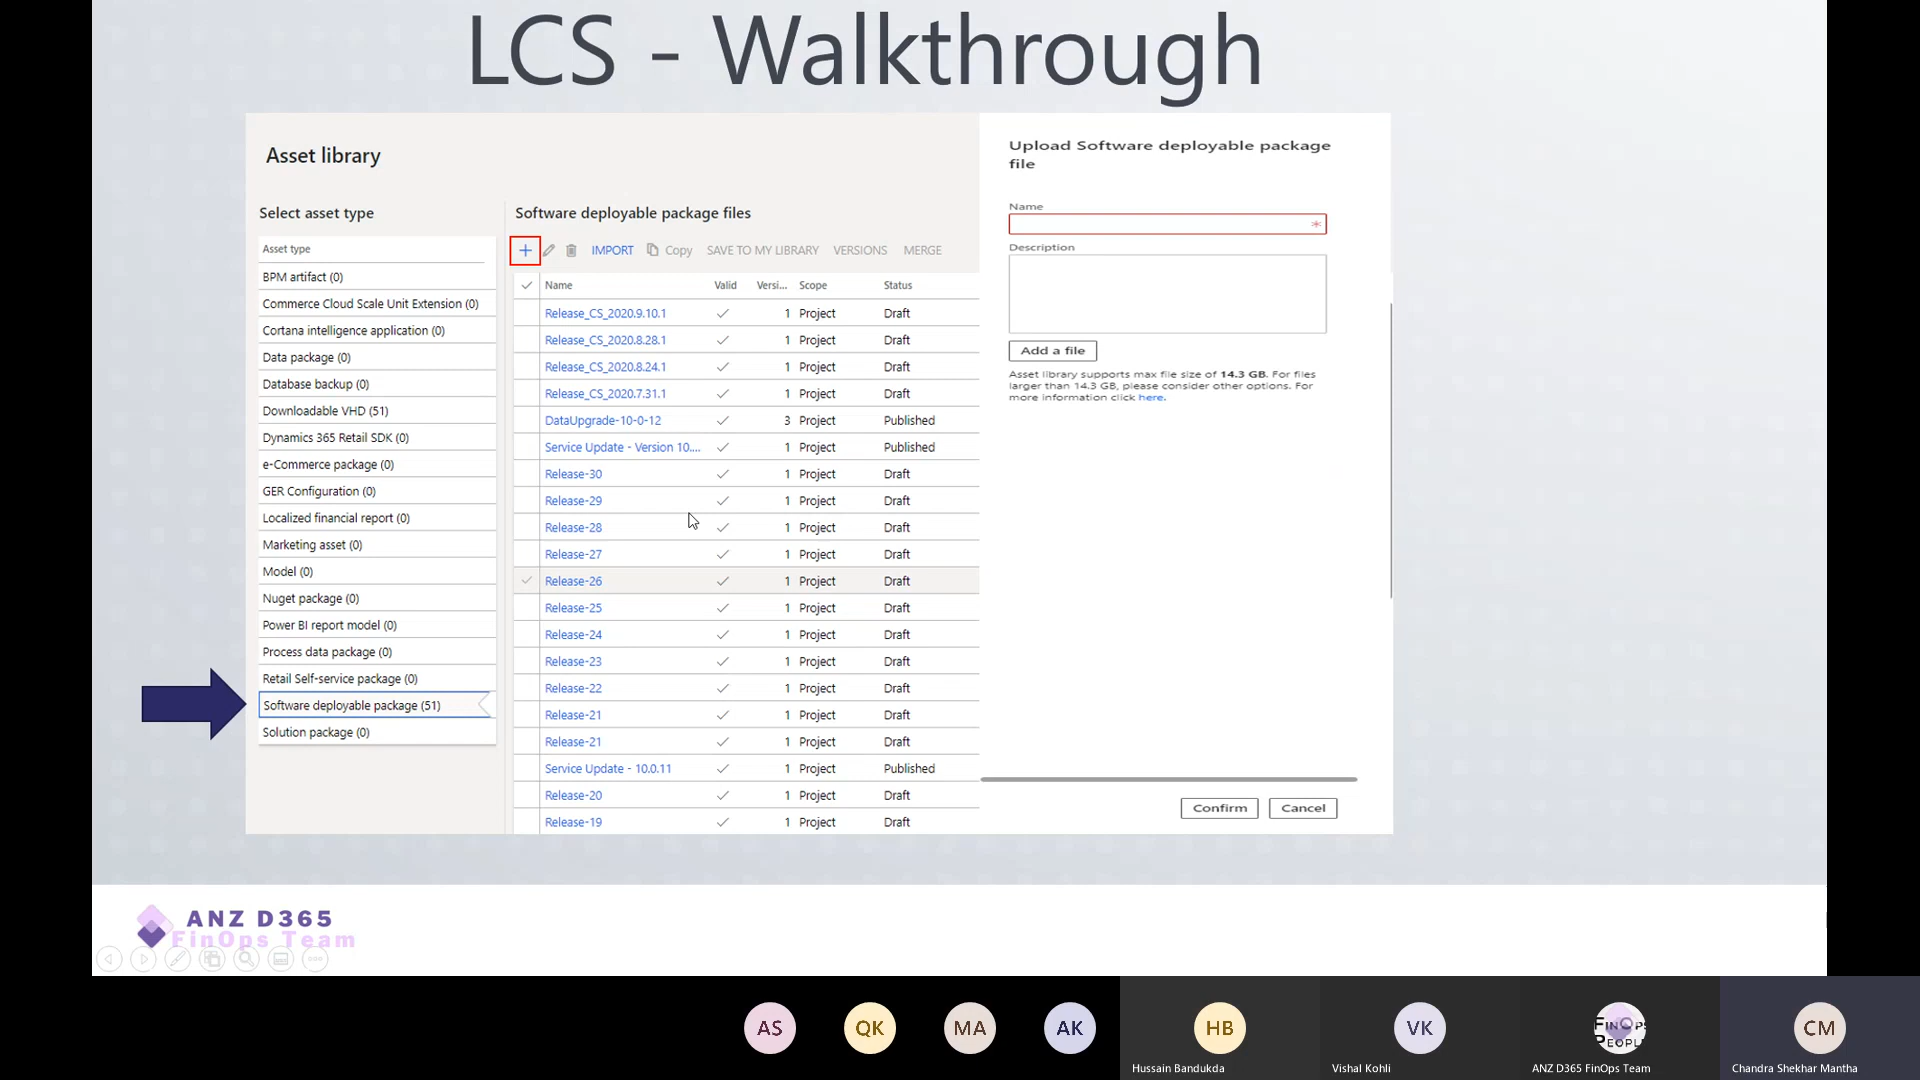 LCS - Walkthrough
Asset library
Select asset type
Asset type
BPM artifact (0)
Commerce Cloud Scale Unit Extension (0)
Cortana intelligence application (0)
Data package (0)
Database backup (0)
Downloadable VHD (51)
Dynamics 365 Retail SDK (0)
e-Commerce package (0)
GER Configuration (0)
Localized financial report (0)
Marketing asset (0)
Model (0)
Nuget package (0)
Power BI report model (0)
Process data package (0)
Retail Self-service package (0)
Software deployable package (51)
Solution package (0)
Software deployable package files
IMPORT Copy SAVE TO MY LIBRARY VERSIONS MERGE
Name Valid Versi... Scope Status
Release_CS_2020.9.10.1 1 Project Draft
Release_CS_2020.8.28.1 1 Project Draft
Release_CS_2020.8.24.1 1 Project Draft
Release_CS_2020.7.31.1 1 Project Draft
DataUpgrade-10-0-12 3 Project Published
Service Update - Version 10.... 1 Project Published
Release-30 1 Project Draft
Release-29 1 Project Draft
Release-28 1 Project Draft
Release-27 1 Project Draft
Release-26 1 Project Draft
Release-25 1 Project Draft
Release-24 1 Project Draft
Release-23 1 Project Draft
Release-22 1 Project Draft
Release-21 1 Project Draft
Release-21 1 Project Draft
Service Update - 10.0.11 1 Project Published
Release-20 1 Project Draft
Release-19 1 Project Draft
Upload Software deployable package
file
Name
*
Description
Add a file
Asset library supports max file size of 14.3 GB. For files
larger than 14.3 GB, please consider other options. For
more information click here.
Confirm Cancel
ANZ D365
FinOps Team
AS QK MA AK HB VK FINOPS PEOPLE CM
Hussain Bandukda Vishal Kohli ANZ D365 FinOps Team Chandra Shekhar Mantha